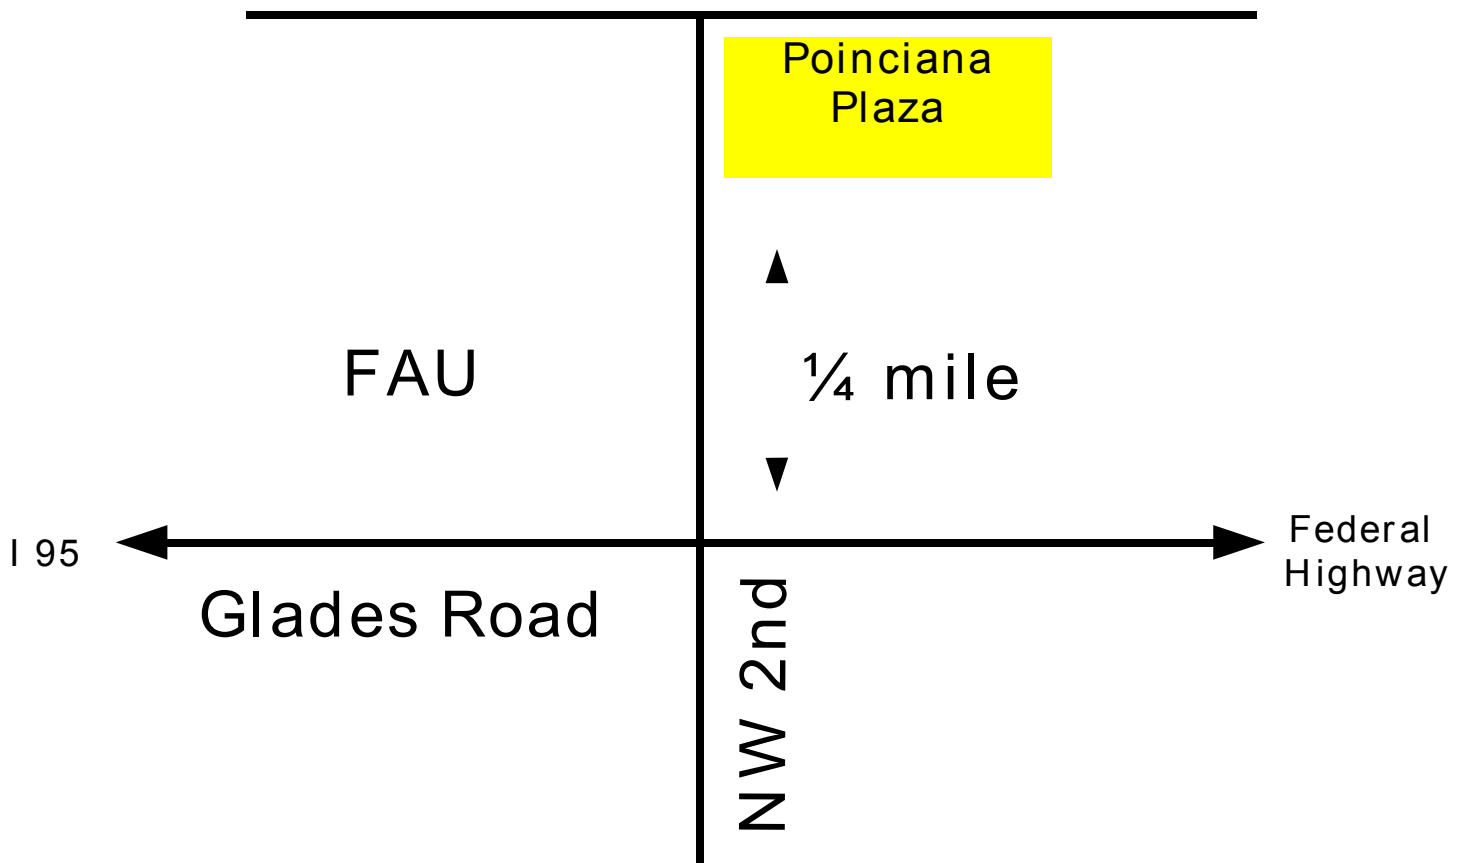 Poinciana
Plaza
FAU
¼ mile
I 95
Federal
Highway
Glades Road
NW 2nd